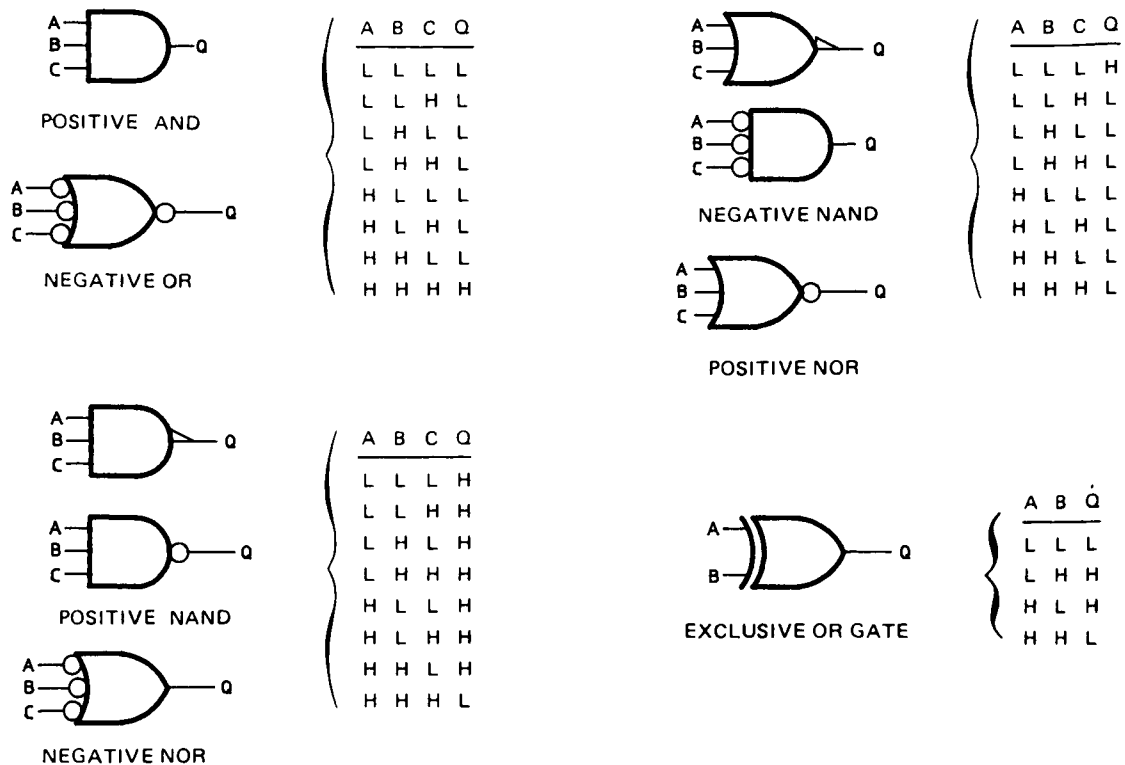 A
B
C
Q
POSITIVE AND
A
B
C
Q
NEGATIVE OR
A B C Q
L L L L
L L H L
L H L L
L H H L
H L L L
H L H L
H H L L
H H H H
A
B
C
Q
A
B
C
Q
NEGATIVE NAND
A
B
C
Q
POSITIVE NOR
A B C Q
L L L H
L L H L
L H L L
L H H L
H L L L
H L H L
H H L L
H H H L
A
B
C
Q
A
B
C
Q
POSITIVE NAND
A
B
C
Q
NEGATIVE NOR
A B C Q
L L L H
L L H H
L H L H
L H H H
H L L H
H L H H
H H L H
H H H L
A
B
Q
EXCLUSIVE OR GATE
A B Q
L L L
L H H
H L H
H H L